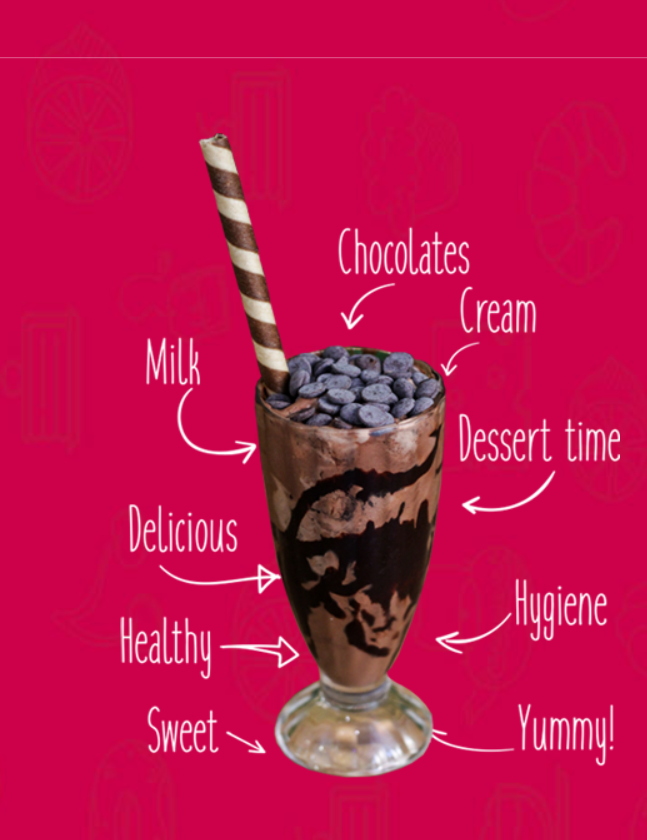 Chocolates
Cream
Milk
Dessert time
Delicious
Hygiene
Healthy
Sweet
Yummy!